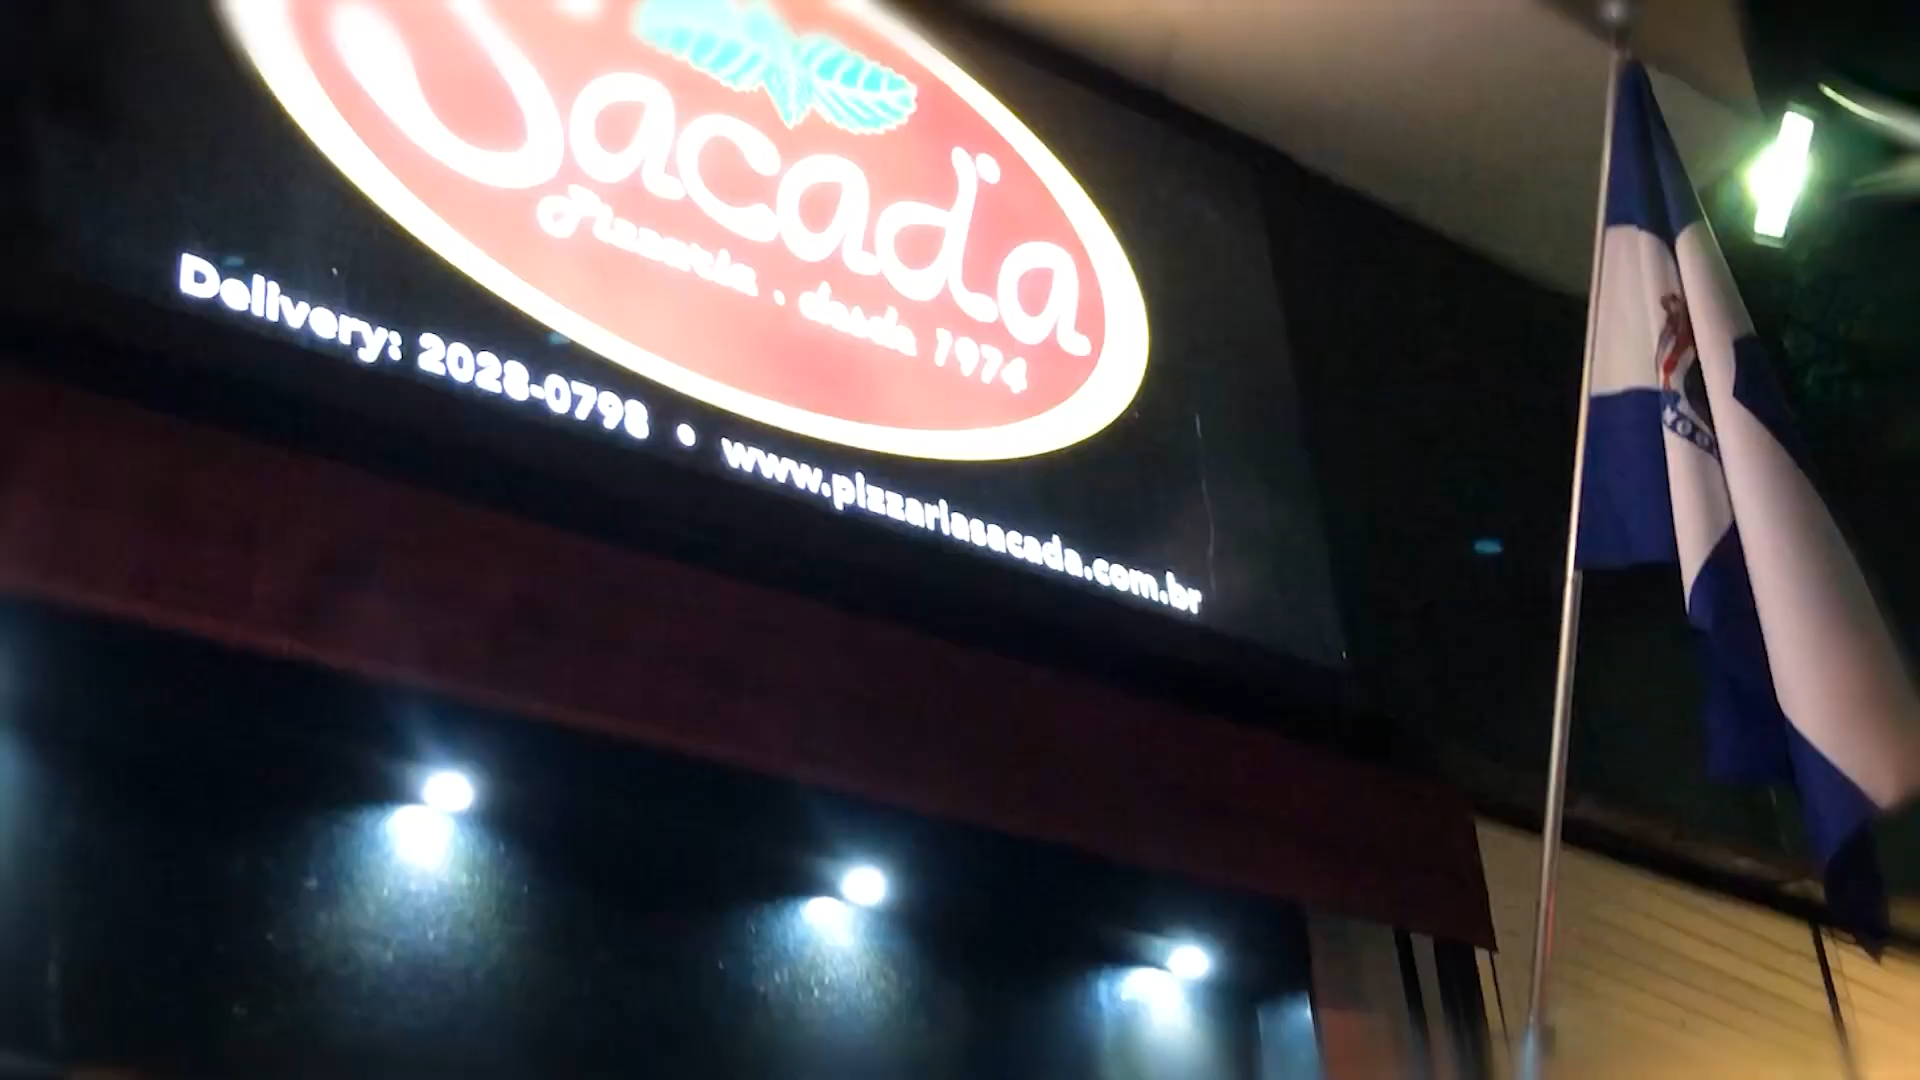 Sacada
Pizzaria . desde 1974
Delivery: 2028-0798 • www.pizzariasacada.com.br